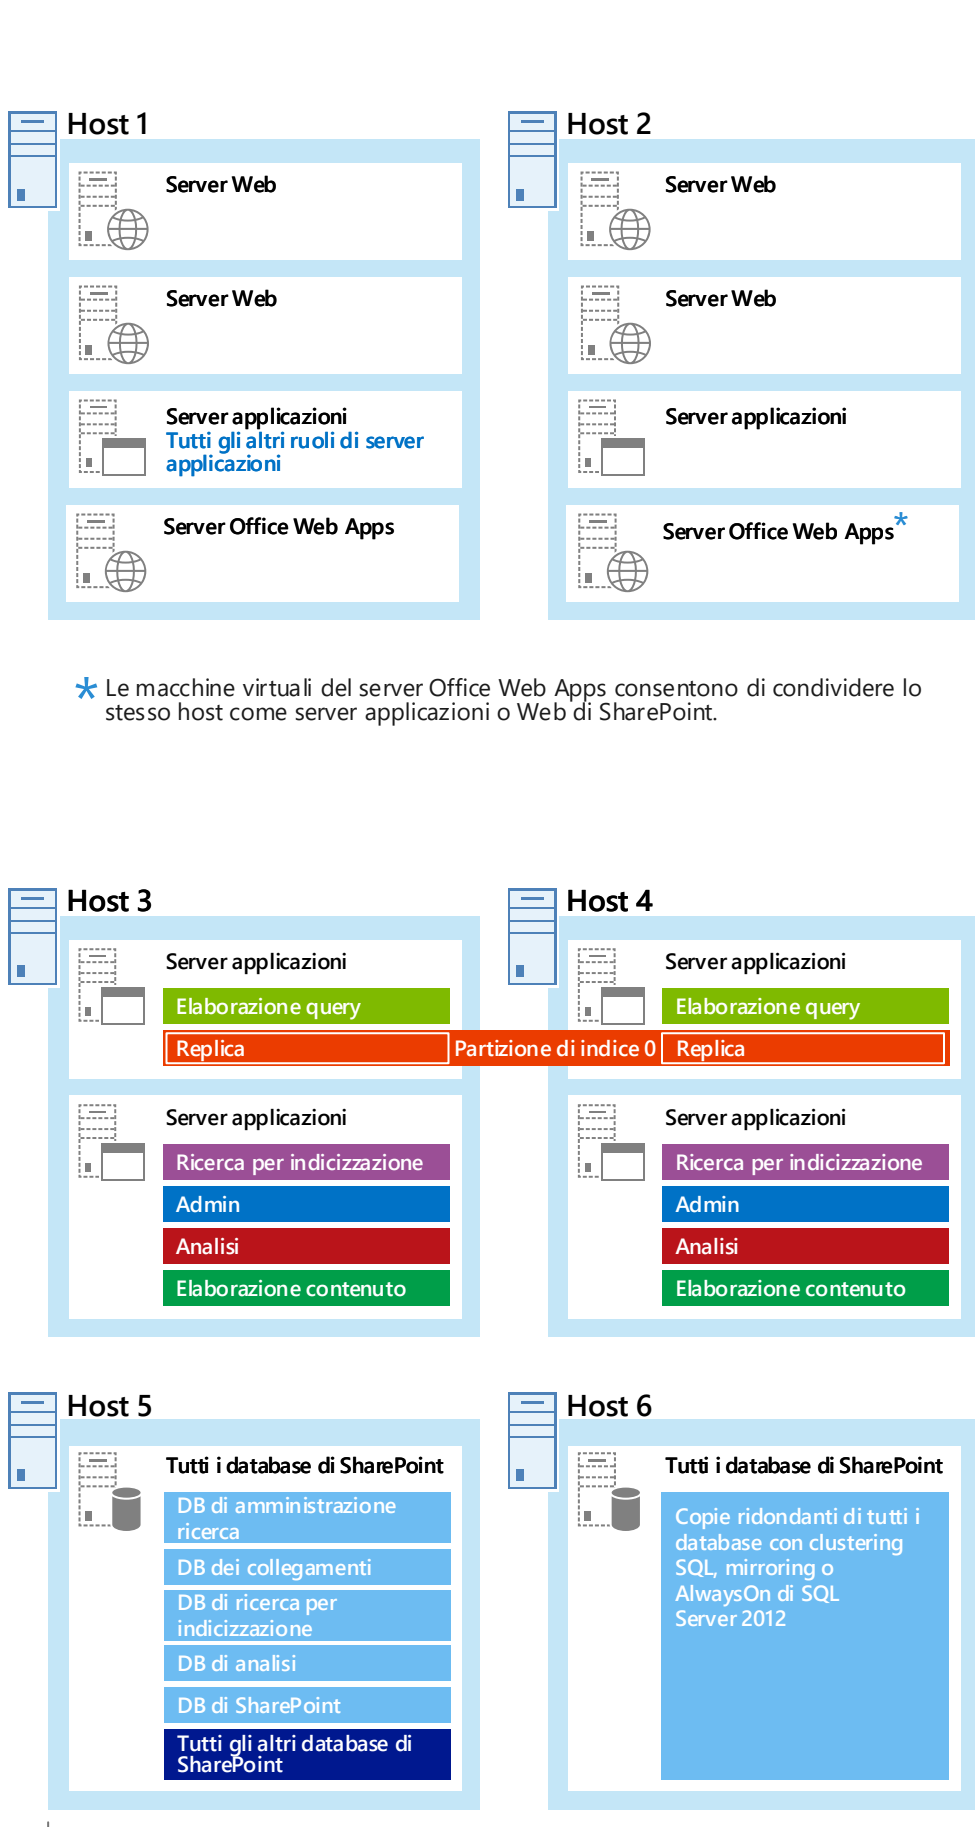 Host 1
Server Web
Server Web
Server applicazioni
Tutti gli altri ruoli di server
applicazioni
Server Office Web Apps
Host 2
Server Web
Server Web
Server applicazioni
Server Office Web Apps*
* Le macchine virtuali del server Office Web Apps consentono di condividere lo
stesso host come server applicazioni o Web di SharePoint.
Host 3
Server applicazioni
Elaborazione query
Replica
Partizione di indice 0
Server applicazioni
Ricerca per indicizzazione
Admin
Analisi
Elaborazione contenuto
Host 4
Server applicazioni
Elaborazione query
Replica
Server applicazioni
Ricerca per indicizzazione
Admin
Analisi
Elaborazione contenuto
Host 5
Tutti i database di SharePoint
DB di amministrazione
ricerca
DB dei collegamenti
DB di ricerca per
indicizzazione
DB di analisi
DB di SharePoint
Tutti gli altri database di
SharePoint
Host 6
Tutti i database di SharePoint
Copie ridondanti di tutti i
database con clustering
SQL, mirroring o
AlwaysOn di SQL
Server 2012